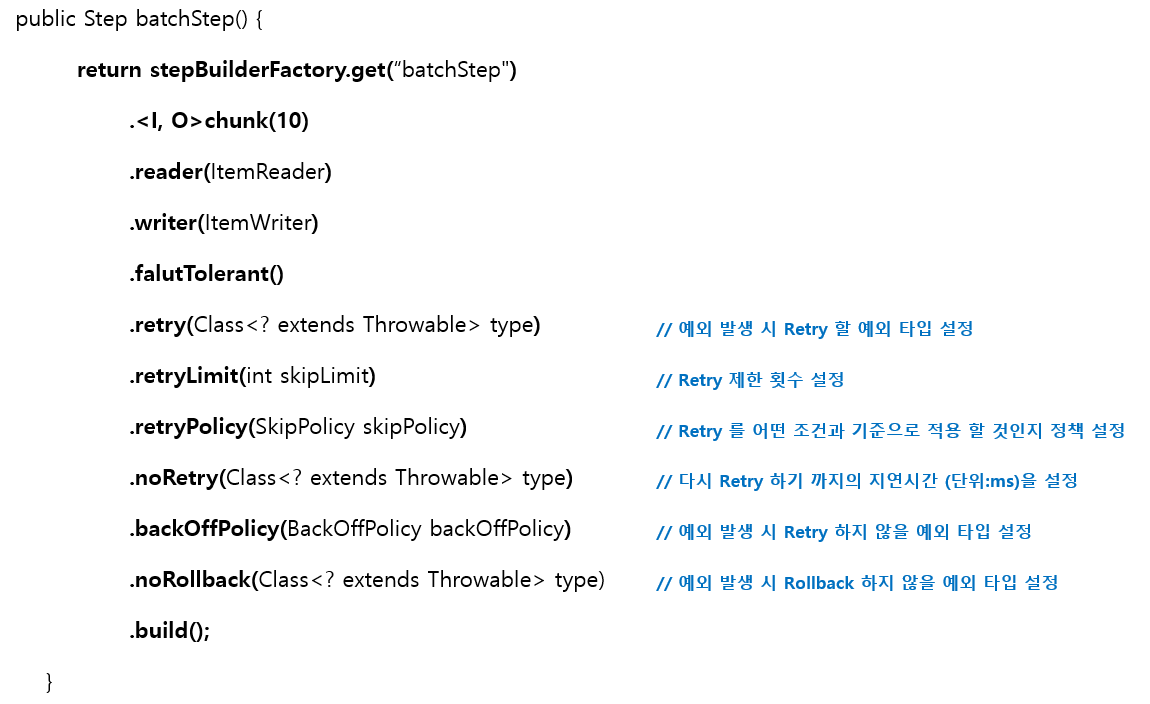 public Step batchStep() {
return stepBuilderFactory.get(“batchStep")
.<I, O>chunk(10)
.reader(ItemReader)
.writer(ItemWriter)
.falutTolerant()
.retry(Class<? extends Throwable> type) // 예외 발생 시 Retry 할 예외 타입 설정
.retryLimit(int skipLimit) // Retry 제한 횟수 설정
.retryPolicy(SkipPolicy skipPolicy) // Retry 를 어떤 조건과 기준으로 적용 할 것인지 정책 설정
.noRetry(Class<? extends Throwable> type) // 다시 Retry 하기 까지의 지연시간 (단위:ms)을 설정
.backOffPolicy(BackOffPolicy backOffPolicy) // 예외 발생 시 Retry 하지 않을 예외 타입 설정
.noRollback(Class<? extends Throwable> type) // 예외 발생 시 Rollback 하지 않을 예외 타입 설정
.build();
}